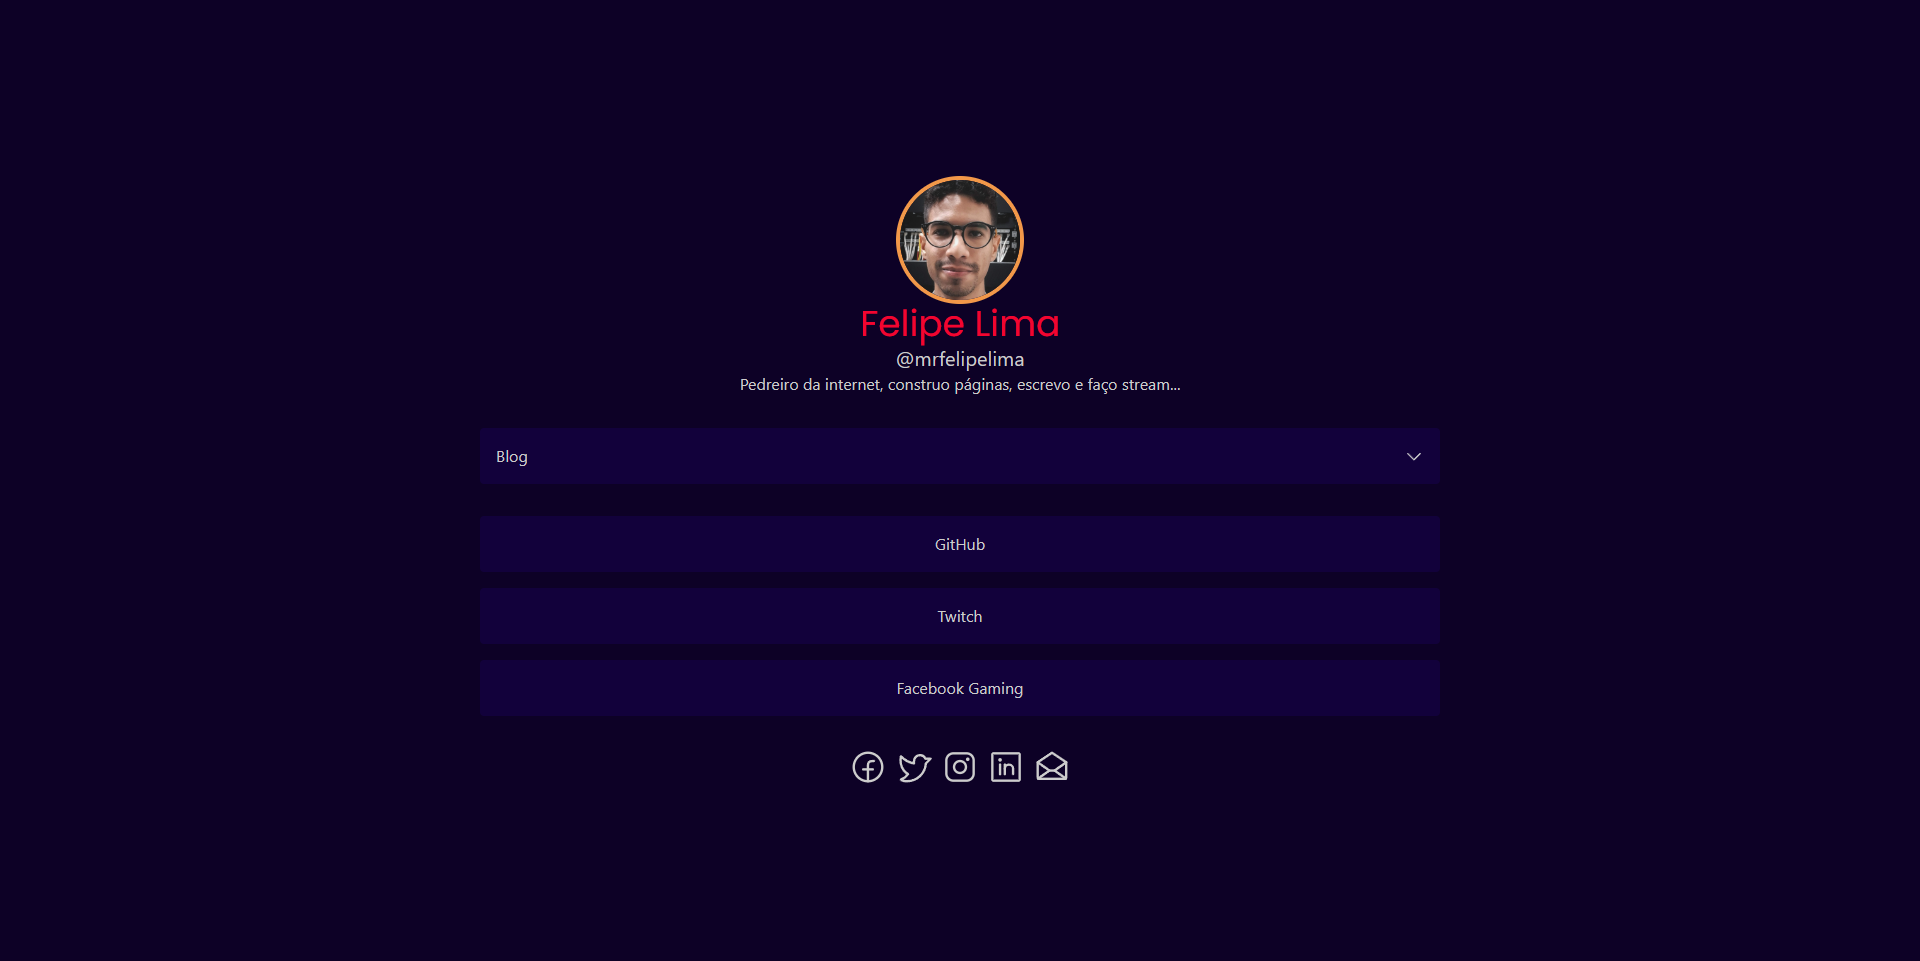 Felipe Lima
@mrfelipelima
Pedreiro da internet, construo páginas, escrevo e faço stream...
Blog
GitHub
Twitch
Facebook Gaming